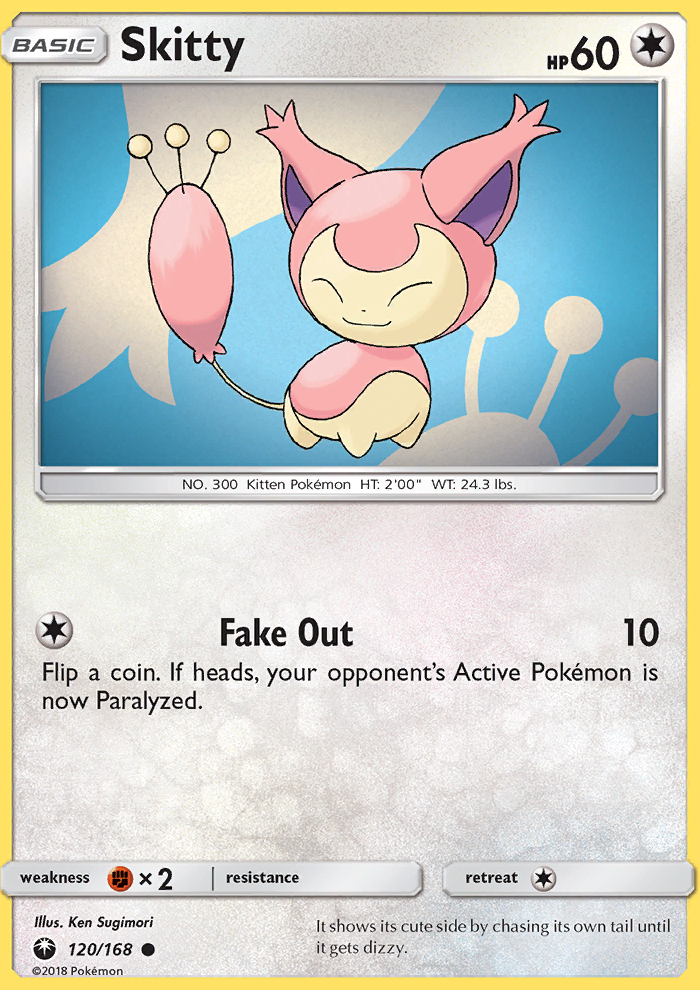 BASIC Skitty HP60
NO. 300 Kitten Pokémon HT: 2'00" WT: 24.3 lbs.
Fake Out 10
Flip a coin. If heads, your opponent's Active Pokémon is
now Paralyzed.
weakness ×2 resistance retreat
Illus. Ken Sugimori
120/168
©2018 Pokémon
It shows its cute side by chasing its own tail until
it gets dizzy.